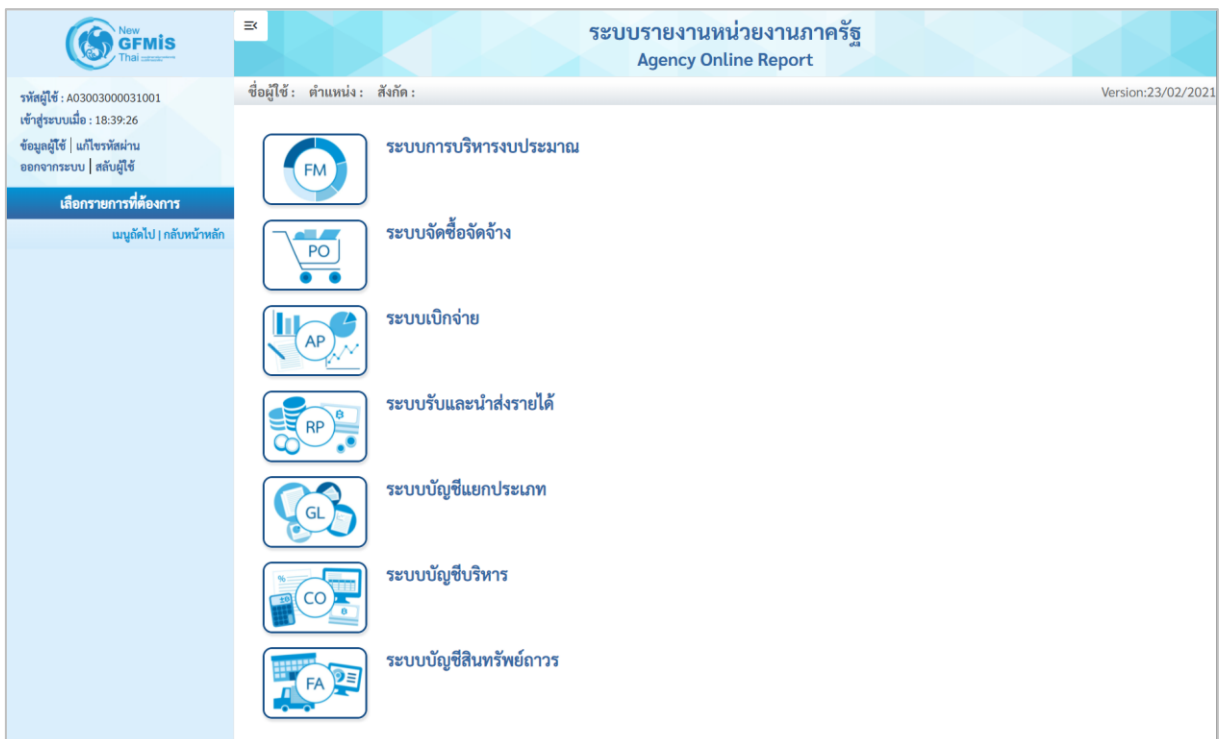 New
GFMiS
Thai
ระบบรายงานหน่วยงานภาครัฐ
Agency Online Report
ชื่อผู้ใช้ : ตำแหน่ง : สังกัด :
Version:23/02/2021
รหัสผู้ใช้ : A03003000031001
เข้าสู่ระบบเมื่อ : 18:39:26
ข้อมูลผู้ใช้ | แก้ไขรหัสผ่าน
ออกจากระบบ | สลับผู้ใช้
เลือกรายการที่ต้องการ
เมนูถัดไป | กลับหน้าหลัก
FM
ระบบการบริหารงบประมาณ
PO
ระบบจัดซื้อจัดจ้าง
AP
ระบบเบิกจ่าย
RP
ระบบรับและนำส่งรายได้
GL
ระบบบัญชีแยกประเภท
CO
ระบบบัญชีบริหาร
FA
ระบบบัญชีสินทรัพย์ถาวร